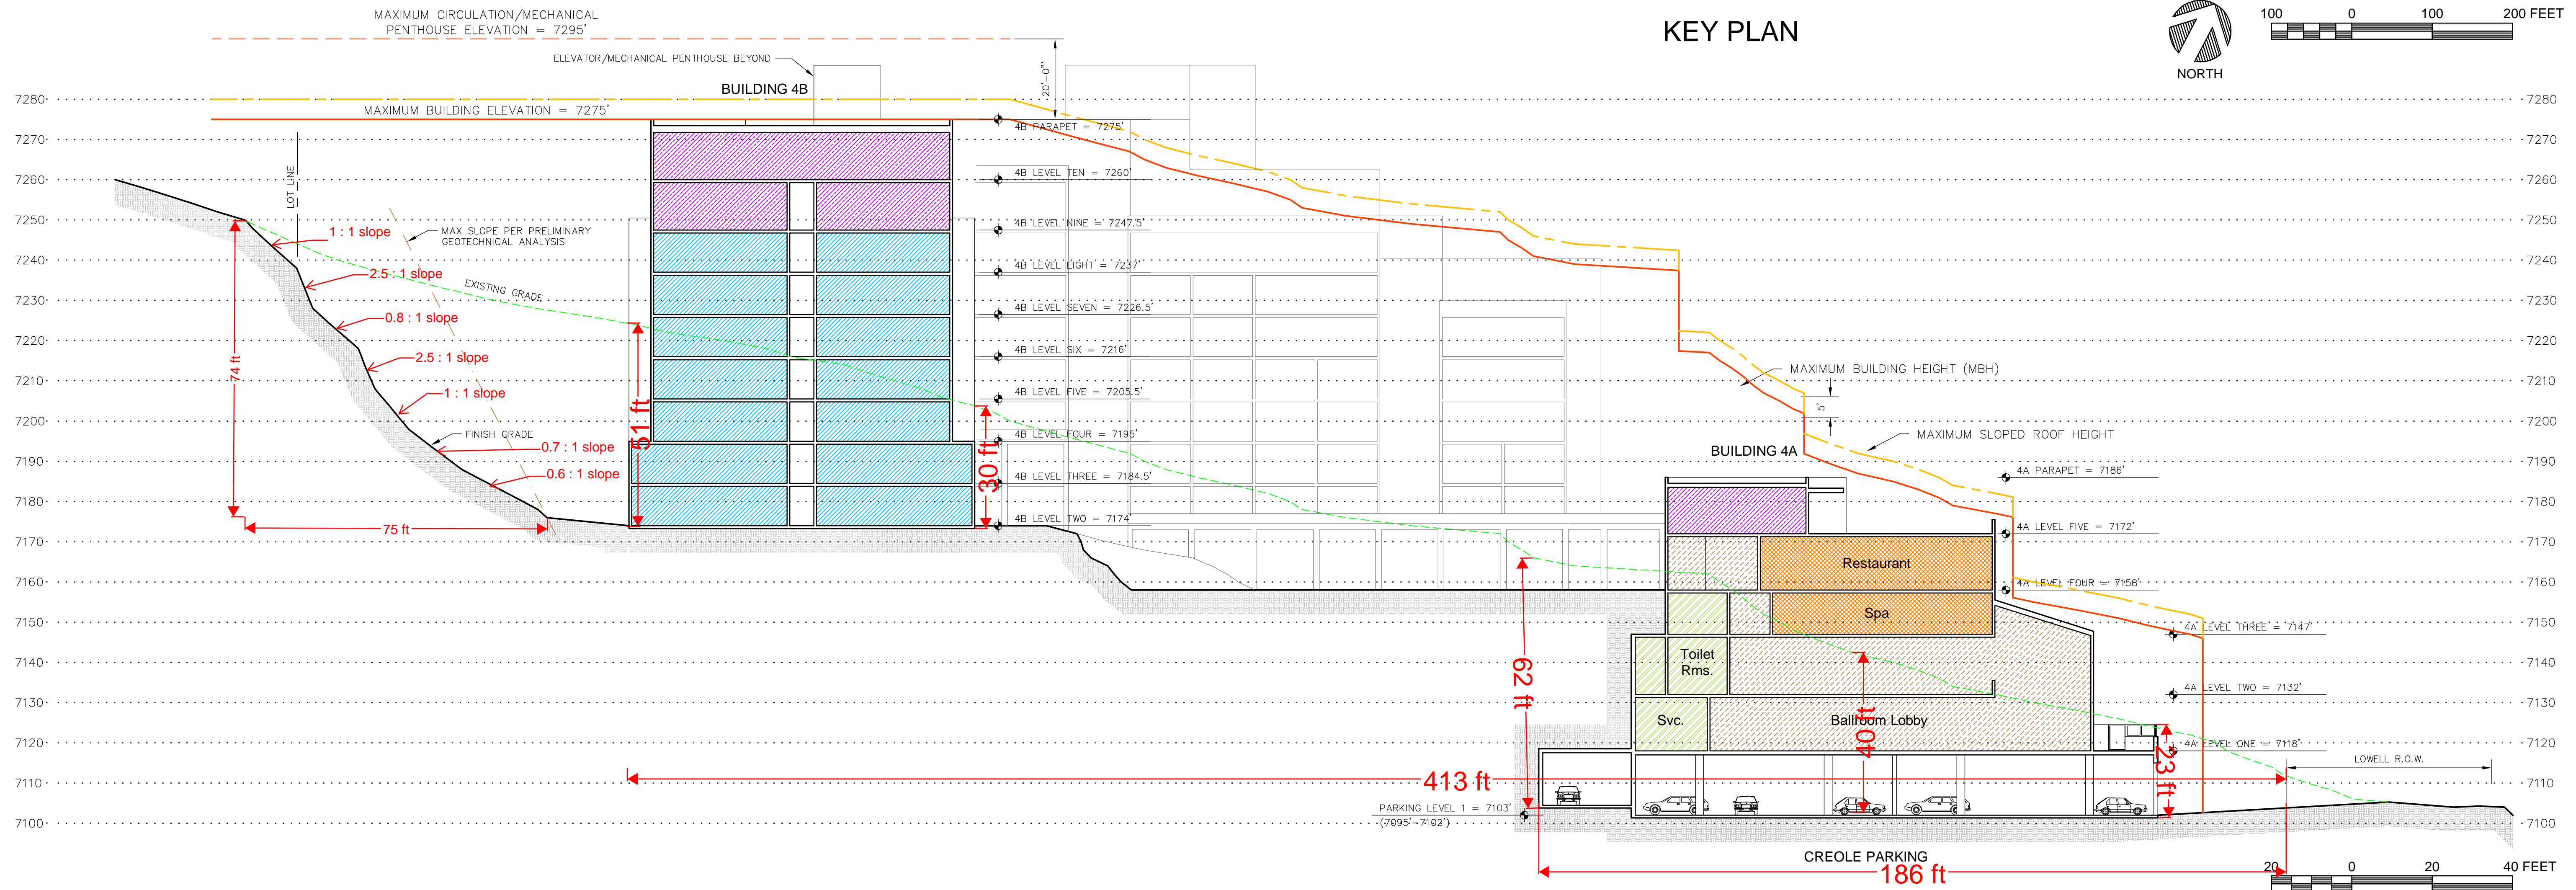 MAXIMUM CIRCULATION/MECHANICAL
PENTHOUSE ELEVATION = 7295'
KEY PLAN
NORTH
100 0 100 200 FEET
ELEVATOR/MECHANICAL PENTHOUSE BEYOND
BUILDING 4B
20'-0"
MAXIMUM BUILDING ELEVATION = 7275'
7280
7270
7260
7250
7240
7230
7220
7210
7200
7190
7180
7170
7160
7150
7140
7130
7120
7110
7100
LOT LINE
MAX SLOPE PER PRELIMINARY
GEOTECHNICAL ANALYSIS
EXISTING GRADE
1 : 1 slope
2.5 : 1 slope
0.8 : 1 slope
2.5 : 1 slope
1 : 1 slope
FINISH GRADE
0.7 : 1 slope
0.6 : 1 slope
74 ft
75 ft
51 ft
30 ft
4B PARAPET = 7275'
4B LEVEL TEN = 7260'
4B LEVEL NINE = 7247.5'
4B LEVEL EIGHT = 7237'
4B LEVEL SEVEN = 7226.5'
4B LEVEL SIX = 7216'
4B LEVEL FIVE = 7205.5'
4B LEVEL FOUR = 7195'
4B LEVEL THREE = 7184.5'
4B LEVEL TWO = 7174'
MAXIMUM BUILDING HEIGHT (MBH)
5'
MAXIMUM SLOPED ROOF HEIGHT
BUILDING 4A
4A PARAPET = 7186'
4A LEVEL FIVE = 7172'
4A LEVEL FOUR = 7158'
4A LEVEL THREE = 7147'
4A LEVEL TWO = 7132'
4A LEVEL ONE = 7118'
Restaurant
Spa
Toilet
Rms.
Svc.
Ballroom Lobby
62 ft
40 ft
23 ft
LOWELL R.O.W.
413 ft
PARKING LEVEL 1 = 7103'
(7095'-7102')
CREOLE PARKING
186 ft
7280
7270
7260
7250
7240
7230
7220
7210
7200
7190
7180
7170
7160
7150
7140
7130
7120
7110
7100
20 0 20 40 FEET